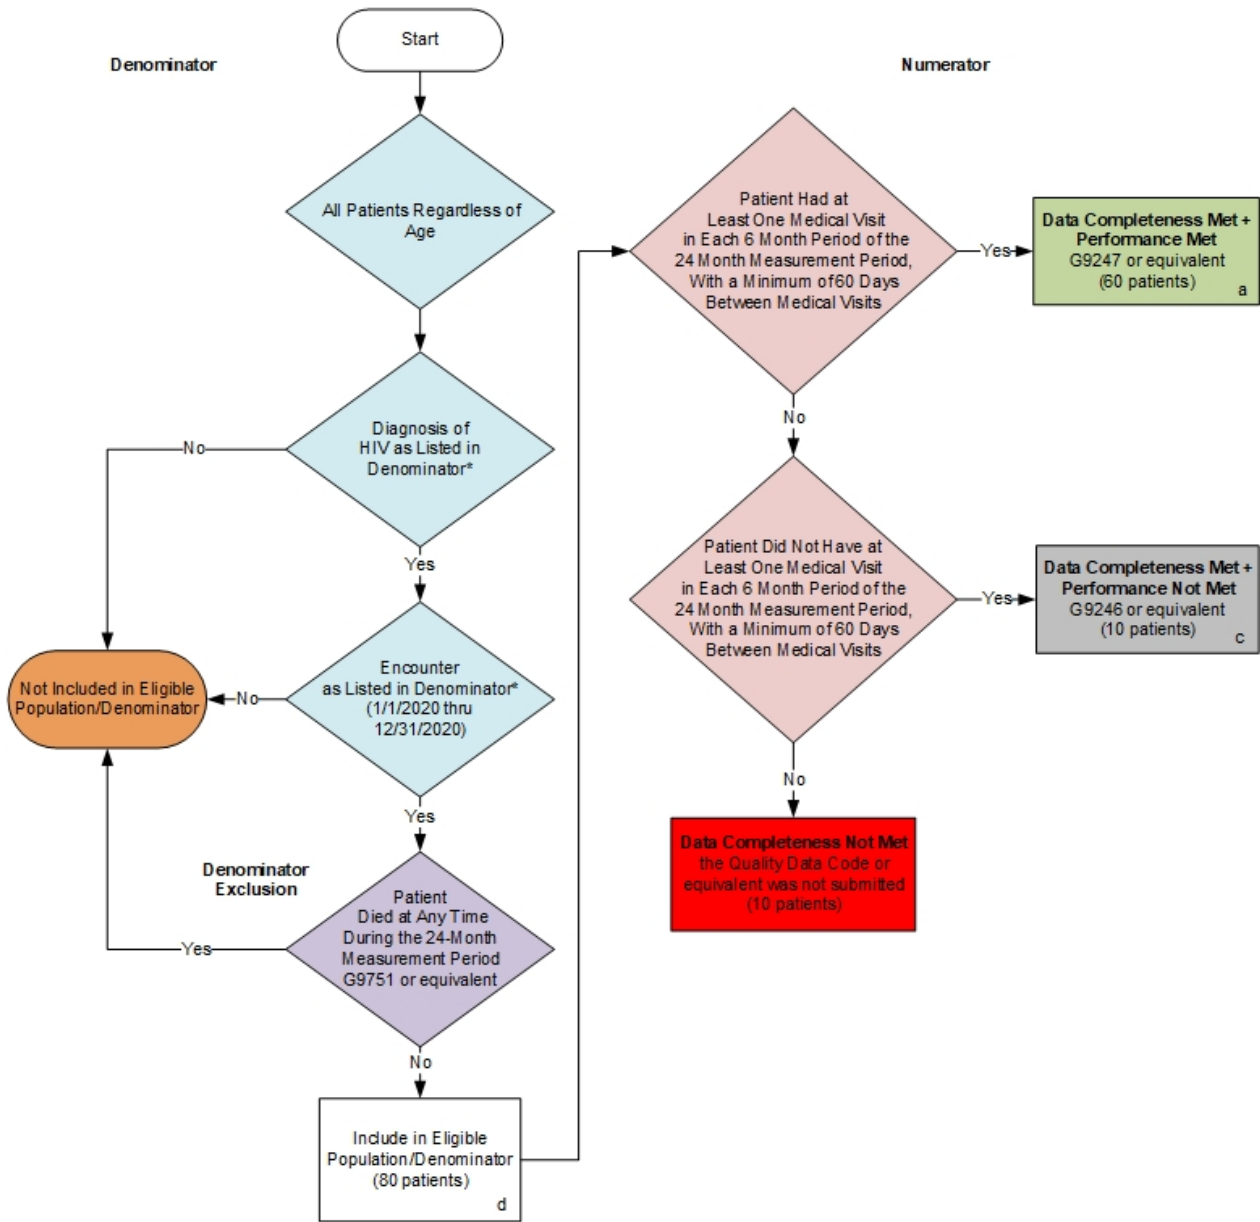 Start
Denominator
All Patients Regardless of
Age
Diagnosis of
HIV as Listed in
Denominator*
No
Yes
Encounter
as Listed in Denominator*
(1/1/2020 thru
12/31/2020)
No
Not Included in Eligible
Population/Denominator
Yes
Denominator
Exclusion
Patient
Died at Any Time
During the 24-Month
Measurement Period
G9751 or equivalent
Yes
No
Include in Eligible
Population/Denominator
(80 patients)
d
Numerator
Patient Had at
Least One Medical Visit
in Each 6 Month Period of the
24 Month Measurement Period,
With a Minimum of 60 Days
Between Medical Visits
Yes
Data Completeness Met +
Performance Met
G9247 or equivalent
(60 patients)
a
No
Patient Did Not Have at
Least One Medical Visit
in Each 6 Month Period of the
24 Month Measurement Period,
With a Minimum of 60 Days
Between Medical Visits
Yes
Data Completeness Met +
Performance Not Met
G9246 or equivalent
(10 patients)
c
No
Data Completeness Not Met
the Quality Data Code or
equivalent was not submitted
(10 patients)